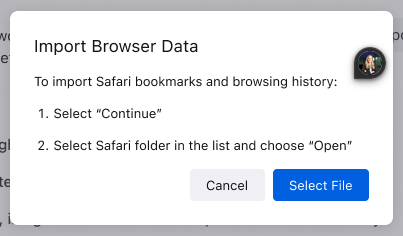 Import Browser Data
To import Safari bookmarks and browsing history:
1. Select “Continue”
2. Select Safari folder in the list and choose “Open”
Cancel
Select File